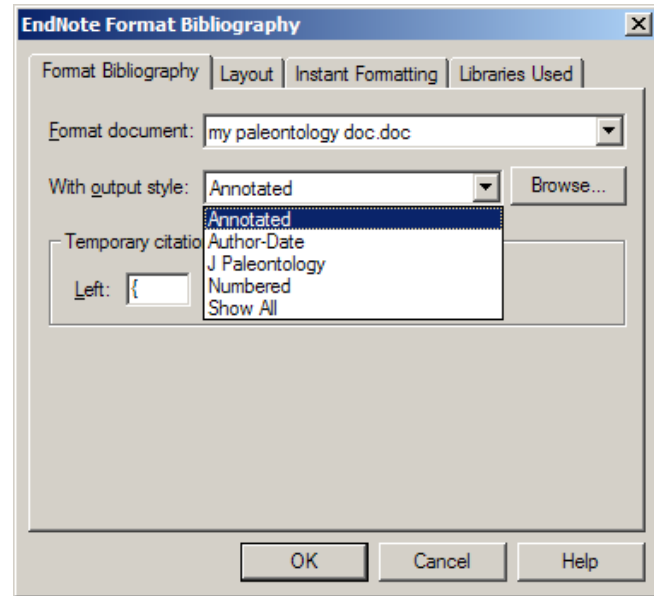 EndNote Format Bibliography
Format Bibliography Layout Instant Formatting Libraries Used
Format document: my paleontology doc.doc
With output style: Annotated Browse...
Annotated
Temporary citatio Author-Date
J Paleontology
Left: { Numbered
Show All
OK Cancel Help